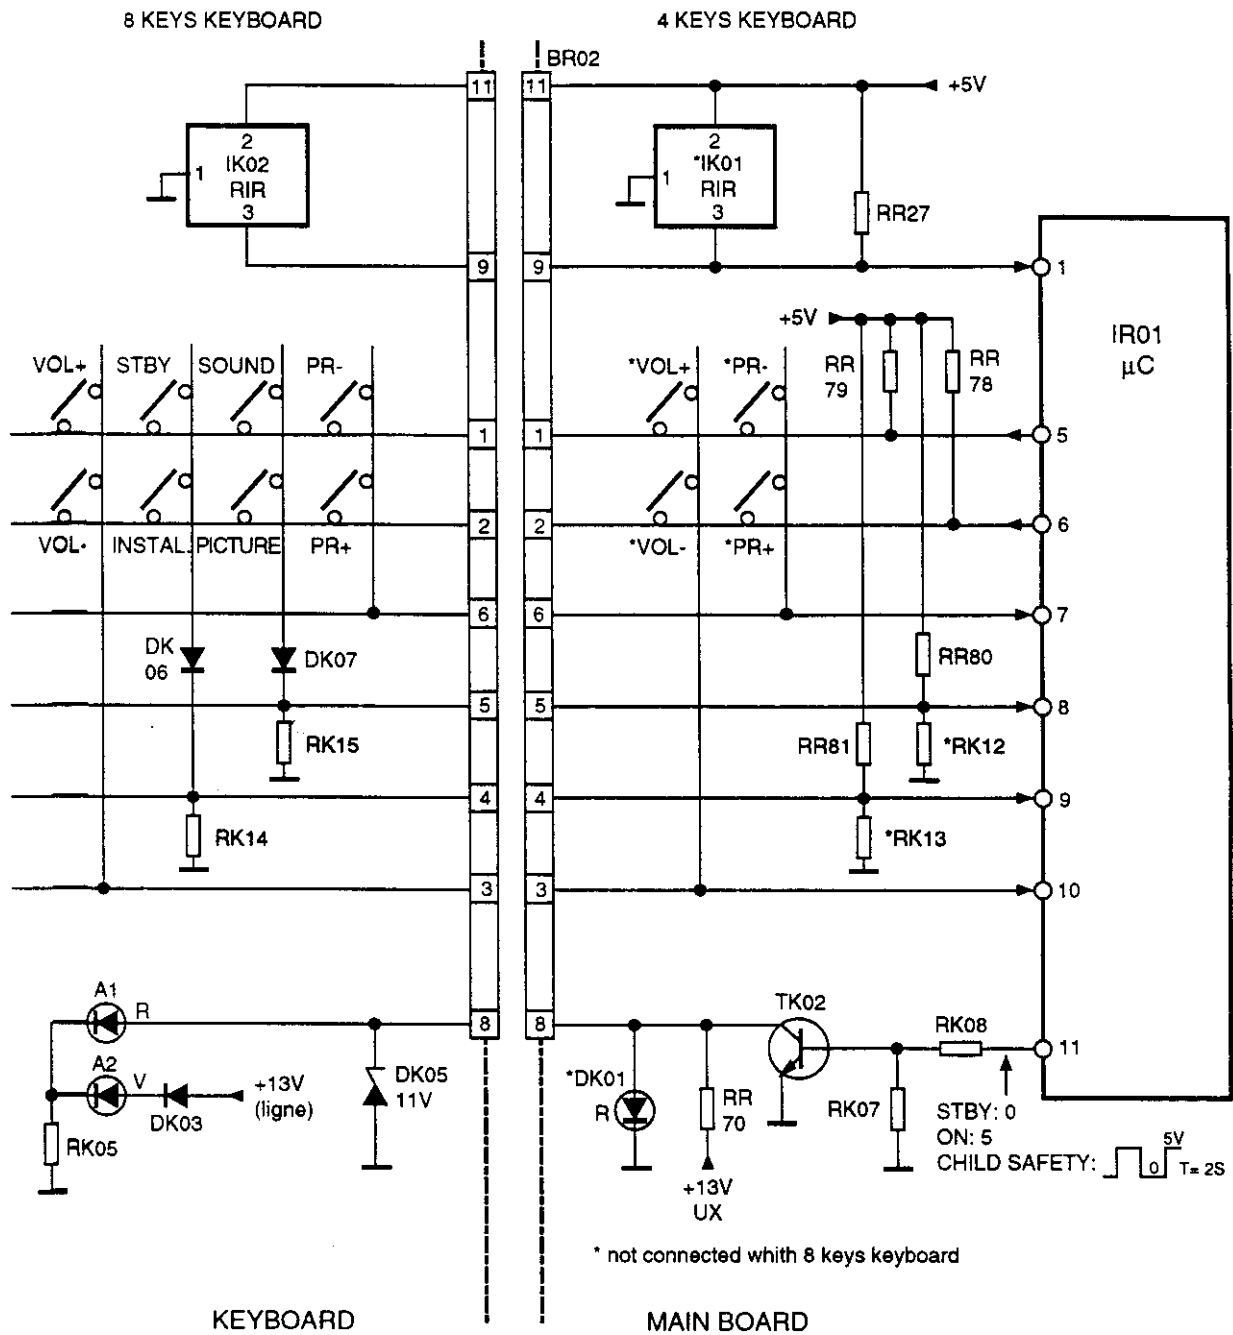 8 KEYS KEYBOARD
4 KEYS KEYBOARD
BR02
11
11
+5V
2
IK02
1
RIR
3
2
*IK01
1
RIR
3
RR27
9
9
1
IR01
µC
+5V
VOL+ STBY SOUND PR-
*VOL+ *PR-
RR
79
RR
78
1
1
5
2
2
6
VOL- INSTAL. PICTURE PR+
*VOL- *PR+
6
6
7
DK
06
DK07
RR80
5
5
8
RK15
RR81
*RK12
4
4
9
RK14
*RK13
3
3
10
A1
R
8
8
TK02
RK08
11
A2
V
DK03
+13V
(ligne)
DK05
11V
*DK01
R
RR
70
RK07
RK05
STBY: 0
ON: 5
CHILD SAFETY:
5V
0
T= 2S
+13V
UX
* not connected whith 8 keys keyboard
KEYBOARD
MAIN BOARD